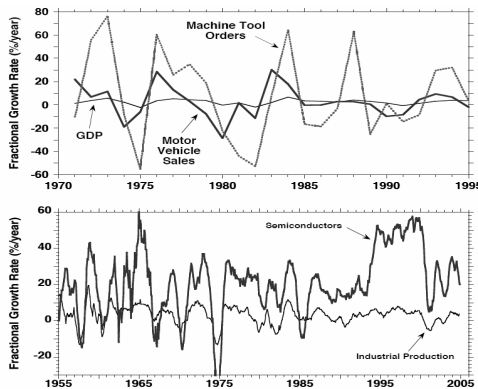 Fractional Growth Rate (%/year)
80
60
40
20
0
-20
-40
-60
Machine Tool
Orders
GDP
Motor
Vehicle
Sales
1970
1975
1980
1985
1990
1995
Fractional Growth Rate (%/year)
60
40
20
0
-20
Semiconductors
Industrial Production
1955
1965
1975
1985
1995
2005